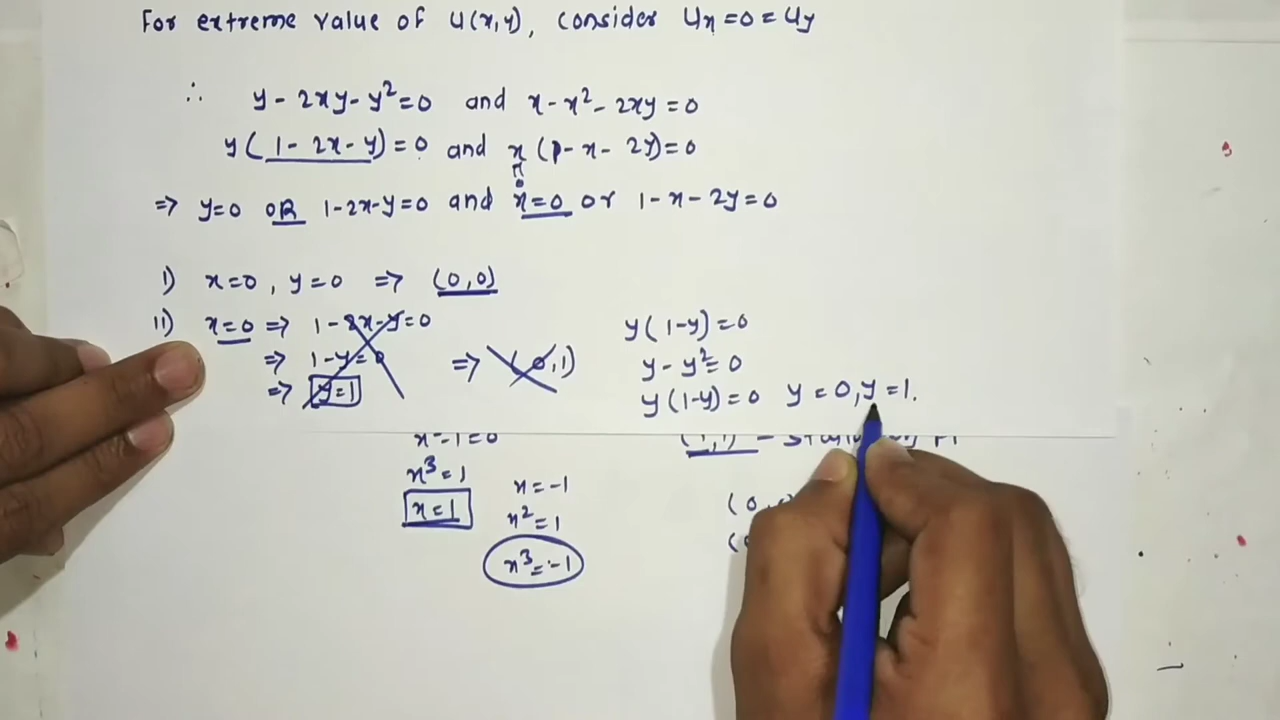 For extreme value of u(x,y), consider ux=0=uy
∴ y-2xy-y²=0 and x-x²-2xy=0
y(1-2x-y)=0 and x(1-x-2y)=0
⇒ y=0 OR 1-2x-y=0 and x=0 or 1-x-2y=0
i) x=0, y=0 ⇒ (0,0)
ii) x=0 ⇒ 1-2x-y=0
⇒ 1-y=0 ⇒ (0,1)
⇒ y=1
y(1-y)=0
y-y²=0
y(1-y)=0 y=0, y=1.
x³=1
x=1
x=-1
x²=1
x³=-1